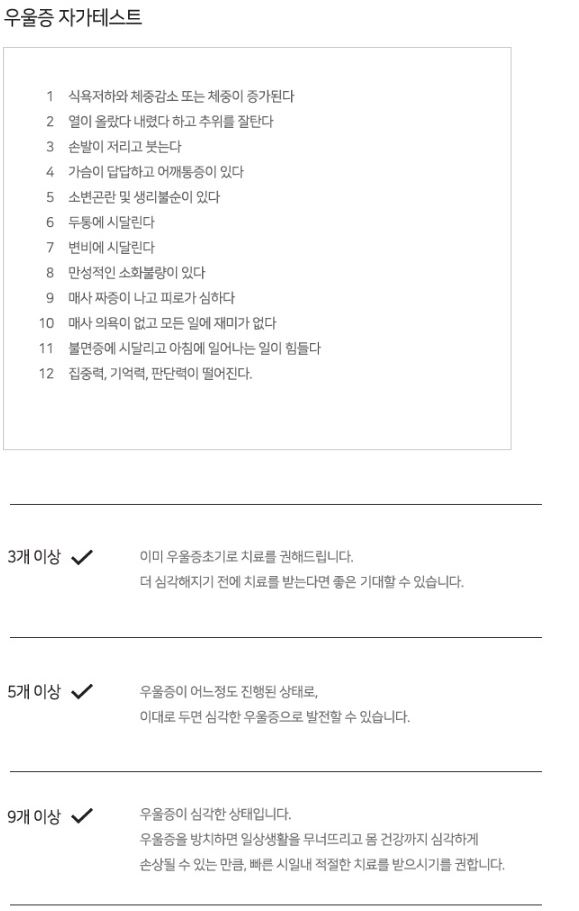 우울증 자가테스트
1 식욕저하와 체중감소 또는 체중이 증가된다
2 열이 올랐다 내렸다 하고 추위를 잘탄다
3 손발이 저리고 붓는다
4 가슴이 답답하고 어깨통증이 있다
5 소변곤란 및 생리불순이 있다
6 두통에 시달린다
7 변비에 시달린다
8 만성적인 소화불량이 있다
9 매사 짜증이 나고 피로가 심하다
10 매사 의욕이 없고 모든 일에 재미가 없다
11 불면증에 시달리고 아침에 일어나는 일이 힘들다
12 집중력, 기억력, 판단력이 떨어진다.
3개 이상 ✓ 이미 우울증초기로 치료를 권해드립니다.
더 심각해지기 전에 치료를 받는다면 좋은 기대할 수 있습니다.
5개 이상 ✓ 우울증이 어느정도 진행된 상태로,
이대로 두면 심각한 우울증으로 발전할 수 있습니다.
9개 이상 ✓ 우울증이 심각한 상태입니다.
우울증을 방치하면 일상생활을 무너뜨리고 몸 건강까지 심각하게
손상될 수 있는 만큼, 빠른 시일내 적절한 치료를 받으시기를 권합니다.